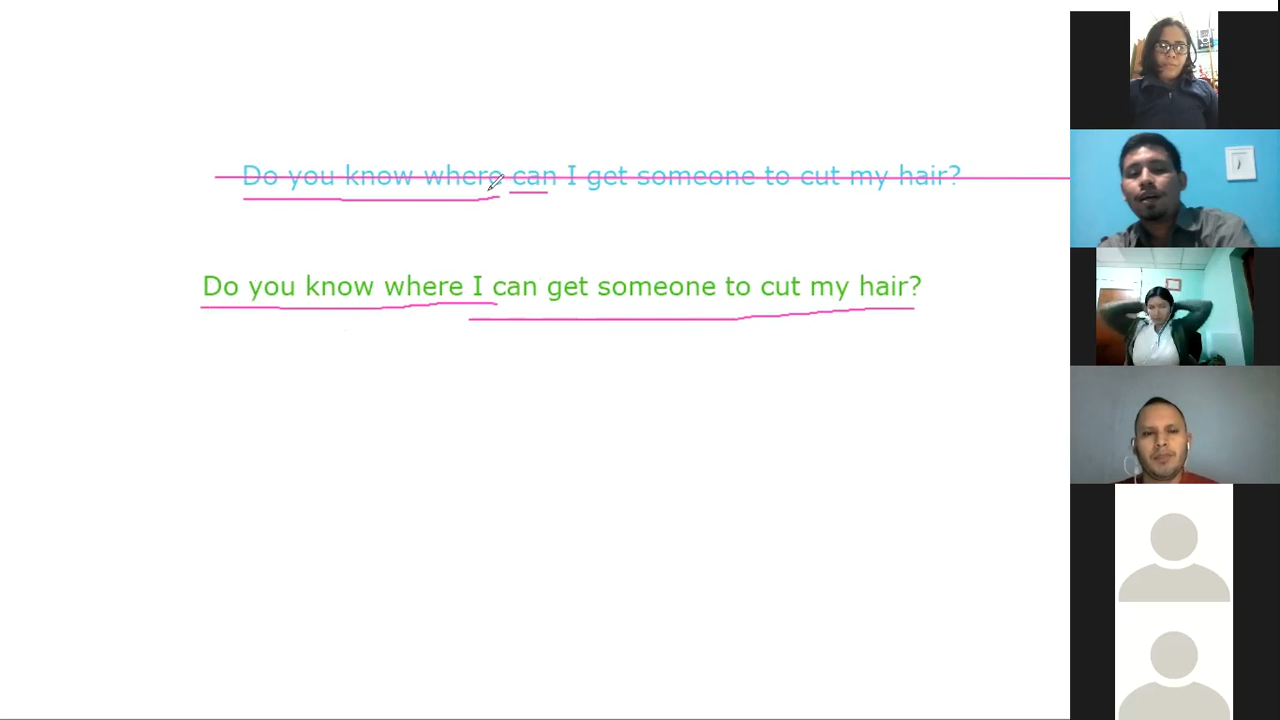 Do you know where can I get someone to cut my hair?
Do you know where I can get someone to cut my hair?